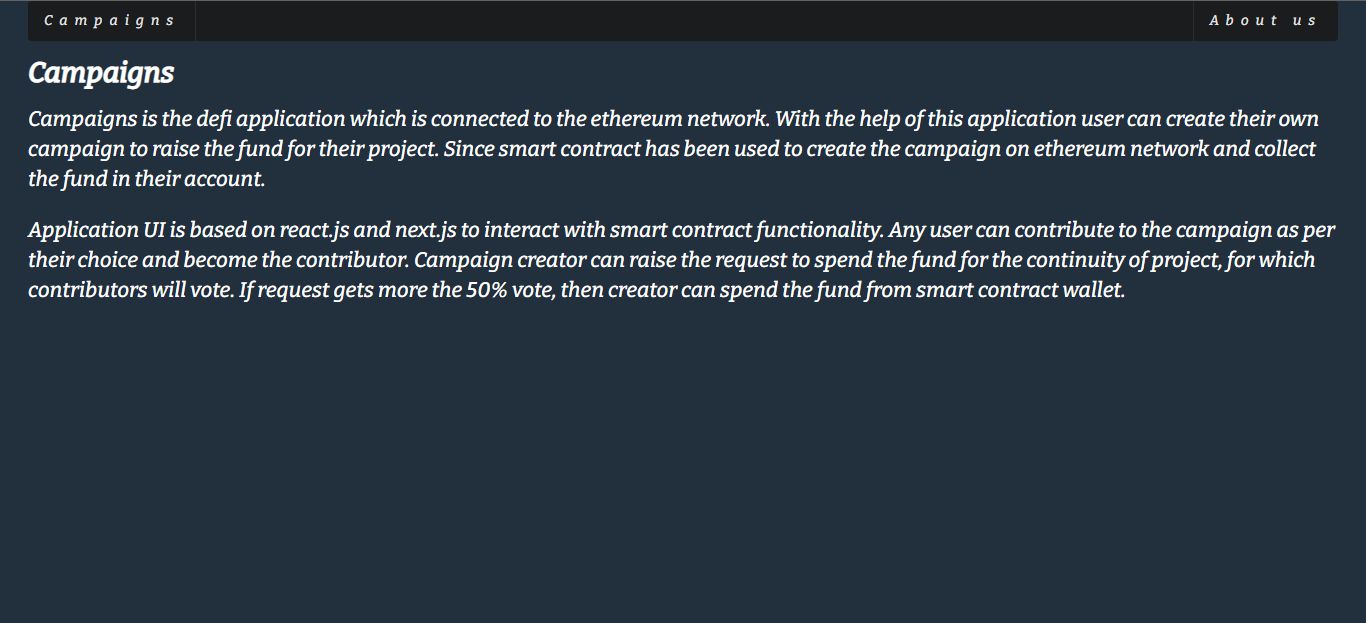 Campaigns
About us
Campaigns
Campaigns is the defi application which is connected to the ethereum network. With the help of this application user can create their own
campaign to raise the fund for their project. Since smart contract has been used to create the campaign on ethereum network and collect
the fund in their account.
Application UI is based on react.js and next.js to interact with smart contract functionality. Any user can contribute to the campaign as per
their choice and become the contributor. Campaign creator can raise the request to spend the fund for the continuity of project, for which
contributors will vote. If request gets more the 50% vote, then creator can spend the fund from smart contract wallet.